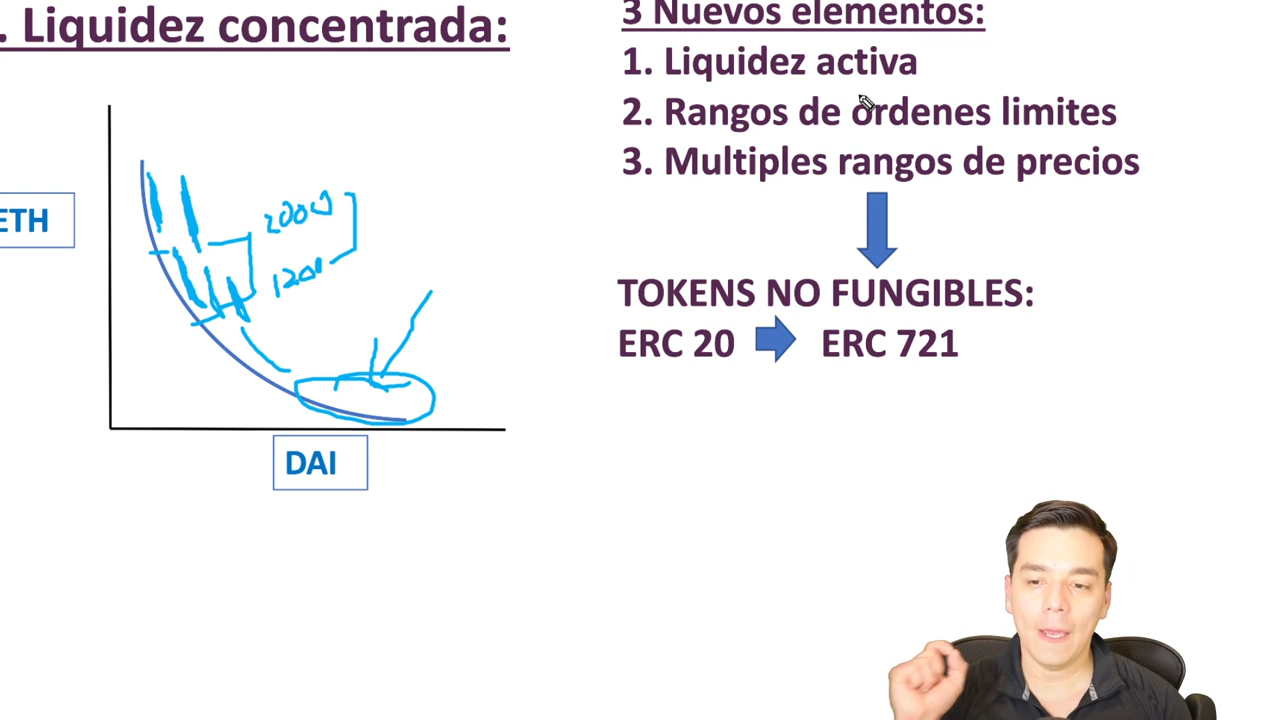 . Liquidez concentrada:
3 Nuevos elementos:
1. Liquidez activa
2. Rangos de ordenes limites
3. Multiples rangos de precios
ETH
2000
1200
TOKENS NO FUNGIBLES:
ERC 20 ERC 721
DAI